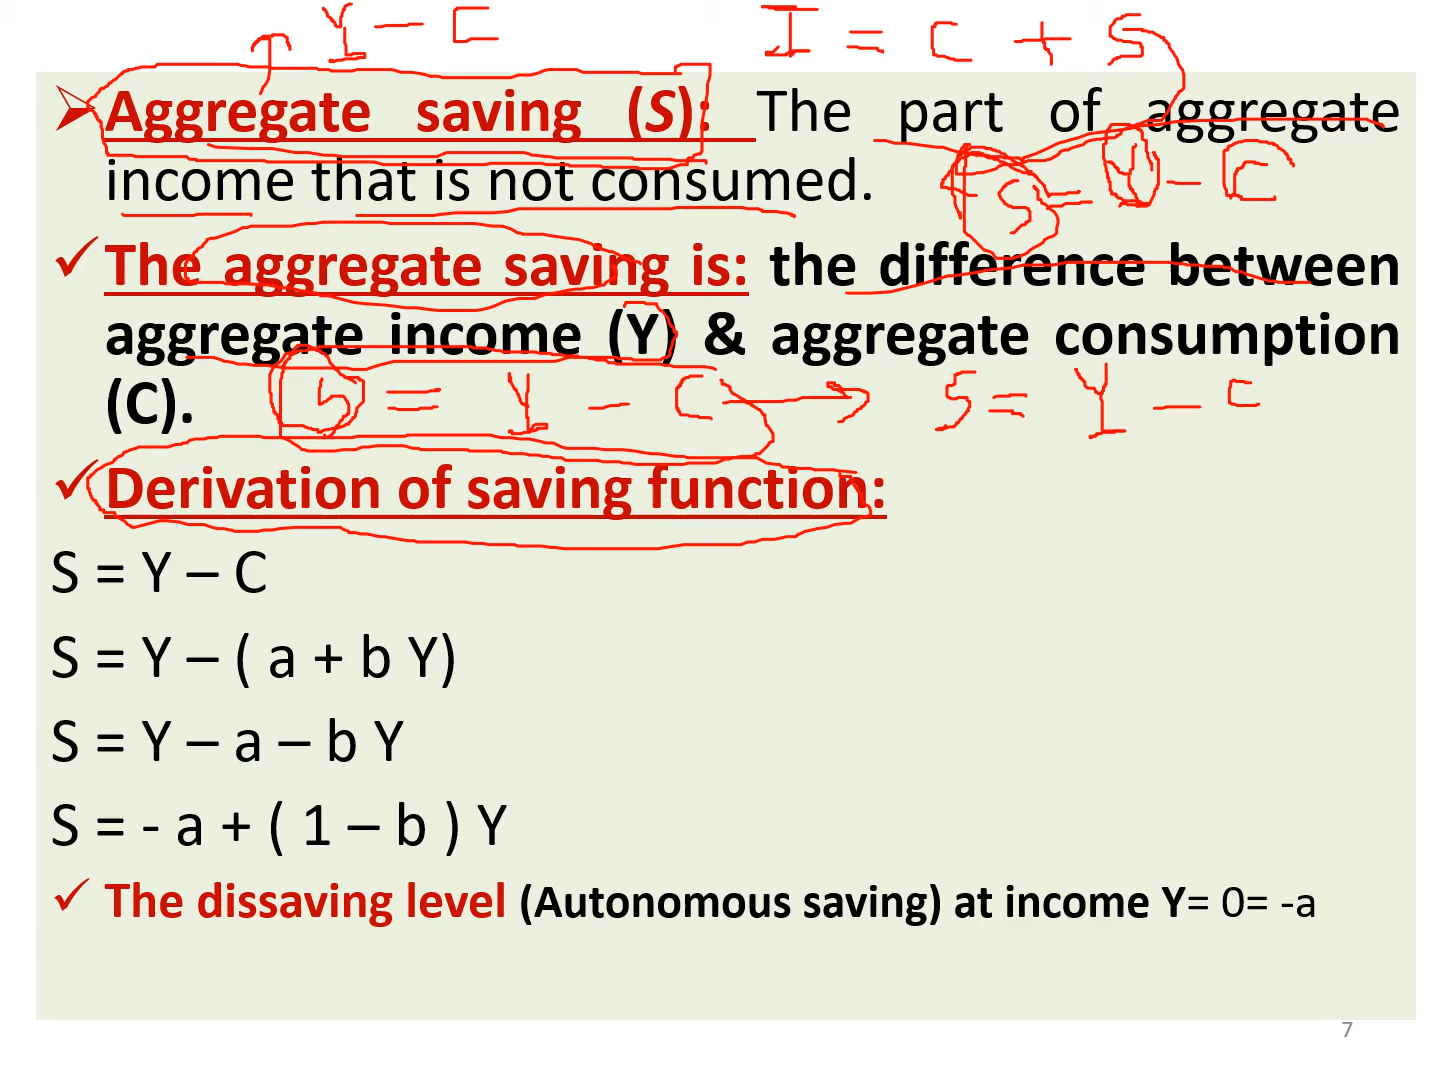 Y – C
I = C + S
➢ Aggregate saving (S): The part of aggregate
income that is not consumed.
S = Y – C
✓ The aggregate saving is: the difference between
aggregate income (Y) & aggregate consumption
(C).
S = Y – C → S = Y – C
✓ Derivation of saving function:
S = Y – C
S = Y – ( a + b Y)
S = Y – a – b Y
S = - a + ( 1 – b ) Y
✓ The dissaving level (Autonomous saving) at income Y= 0= -a
7